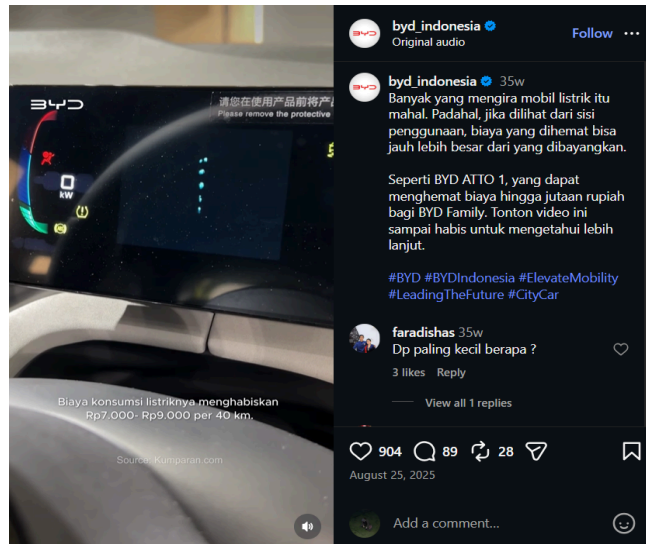 BYD
请您在使用产品前将产
Please remove the protective
0
kW
Biaya konsumsi listriknya menghabiskan
Rp7.000- Rp9.000 per 40 km.
Source: Kumparan.com
BYD
byd_indonesia
Original audio
Follow
BYD
byd_indonesia 35w
Banyak yang mengira mobil listrik itu
mahal. Padahal, jika dilihat dari sisi
penggunaan, biaya yang dihemat bisa
jauh lebih besar dari yang dibayangkan.
Seperti BYD ATTO 1, yang dapat
menghemat biaya hingga jutaan rupiah
bagi BYD Family. Tonton video ini
sampai habis untuk mengetahui lebih
lanjut.
#BYD #BYDIndonesia #ElevateMobility
#LeadingTheFuture #CityCar
faradishas 35w
Dp paling kecil berapa ?
3 likes Reply
View all 1 replies
904 89 28
August 25, 2025
Add a comment...